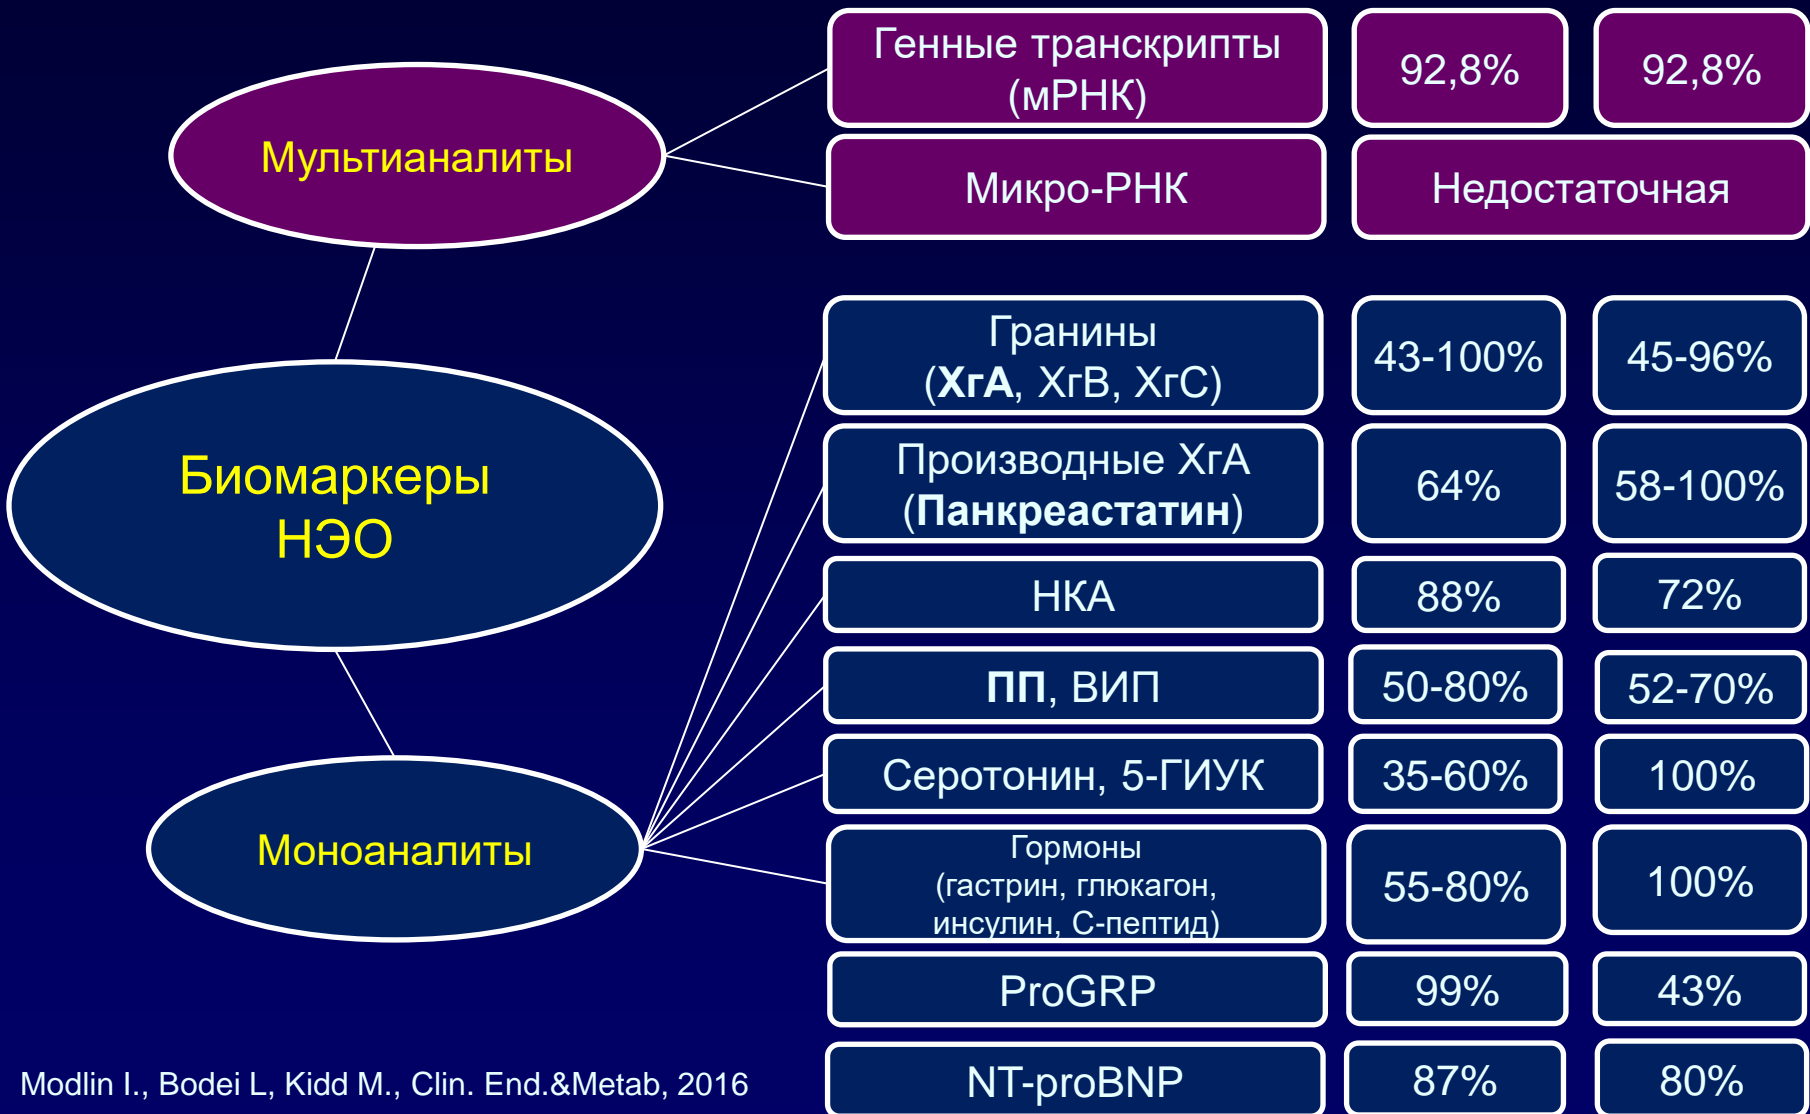 Генные транскрипты
(мРНК)
92,8%
92,8%
Мультианалиты
Микро-РНК
Недостаточная
Гранины
(ХгА, ХгВ, ХгС)
43-100%
45-96%
Производные ХгА
(Панкреастатин)
64%
58-100%
Биомаркеры
НЭО
НКА
88%
72%
ПП, ВИП
50-80%
52-70%
Серотонин, 5-ГИУК
35-60%
100%
Моноаналиты
Гормоны
(гастрин, глюкагон,
инсулин, С-пептид)
55-80%
100%
ProGRP
99%
43%
NT-proBNP
87%
80%
Modlin I., Bodei L, Kidd M., Clin. End.&Metab, 2016